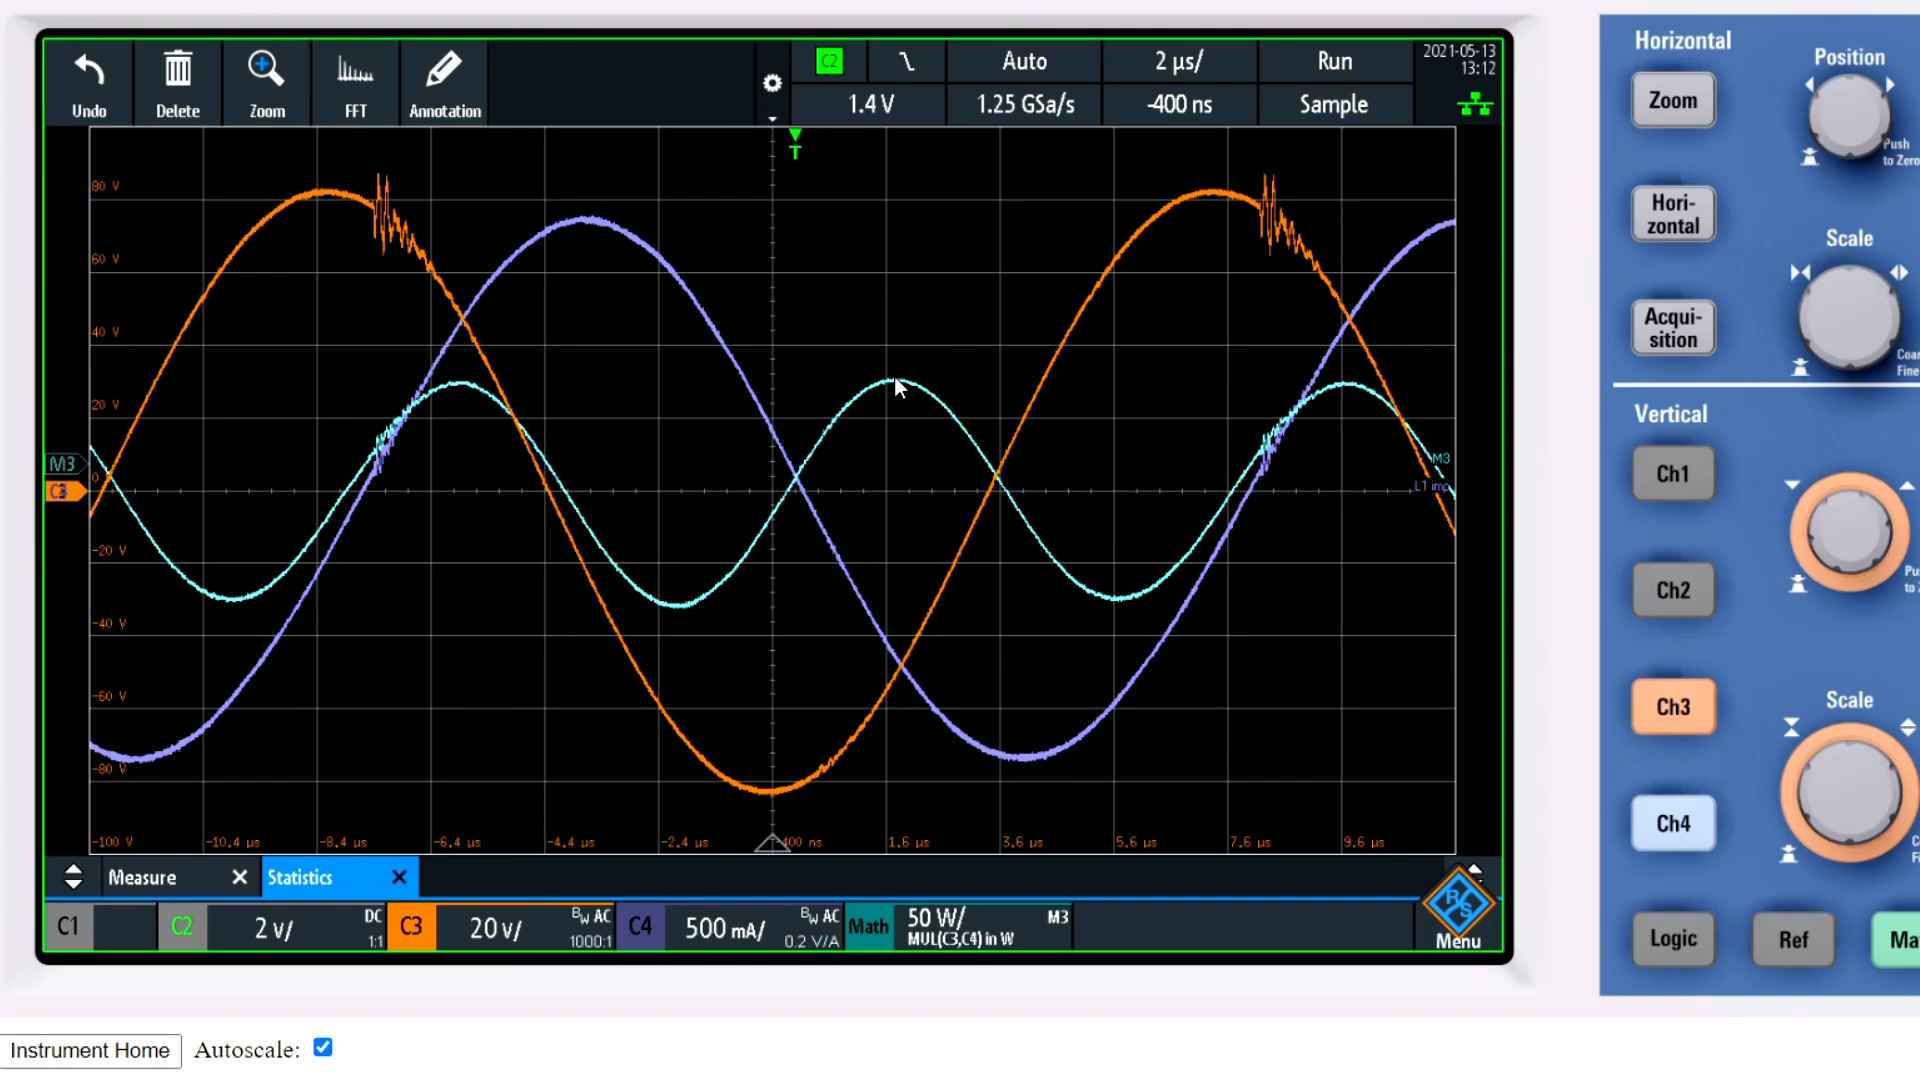 Undo
Delete
Zoom
FFT
Annotation
C2
Auto
2 µs/
Run
2021-05-13
13:12
1.4 V
1.25 GSa/s
-400 ns
Sample
T
80 V
60 V
40 V
20 V
0
-20 V
-40 V
-60 V
-80 V
-100 V
M3
M3
L1 imp
-10.4 µs
-8.4 µs
-6.4 µs
-4.4 µs
-2.4 µs
-400 ns
1.6 µs
3.6 µs
5.6 µs
7.6 µs
9.6 µs
Measure
Statistics
C1
C2
2 V/
DC
1:1
C3
20 V/
BW AC
1000:1
C4
500 mA/
BW AC
0.2 V/A
Math
50 W/
M3
MUL(C3,C4) in W
R S
Menu
Horizontal
Position
Zoom
Push
to Zero
Hori-
zontal
Scale
Acqui-
sition
Fine
Vertical
Ch1
Ch2
Ch3
Scale
Ch4
Logic
Ref
Instrument Home
Autoscale: